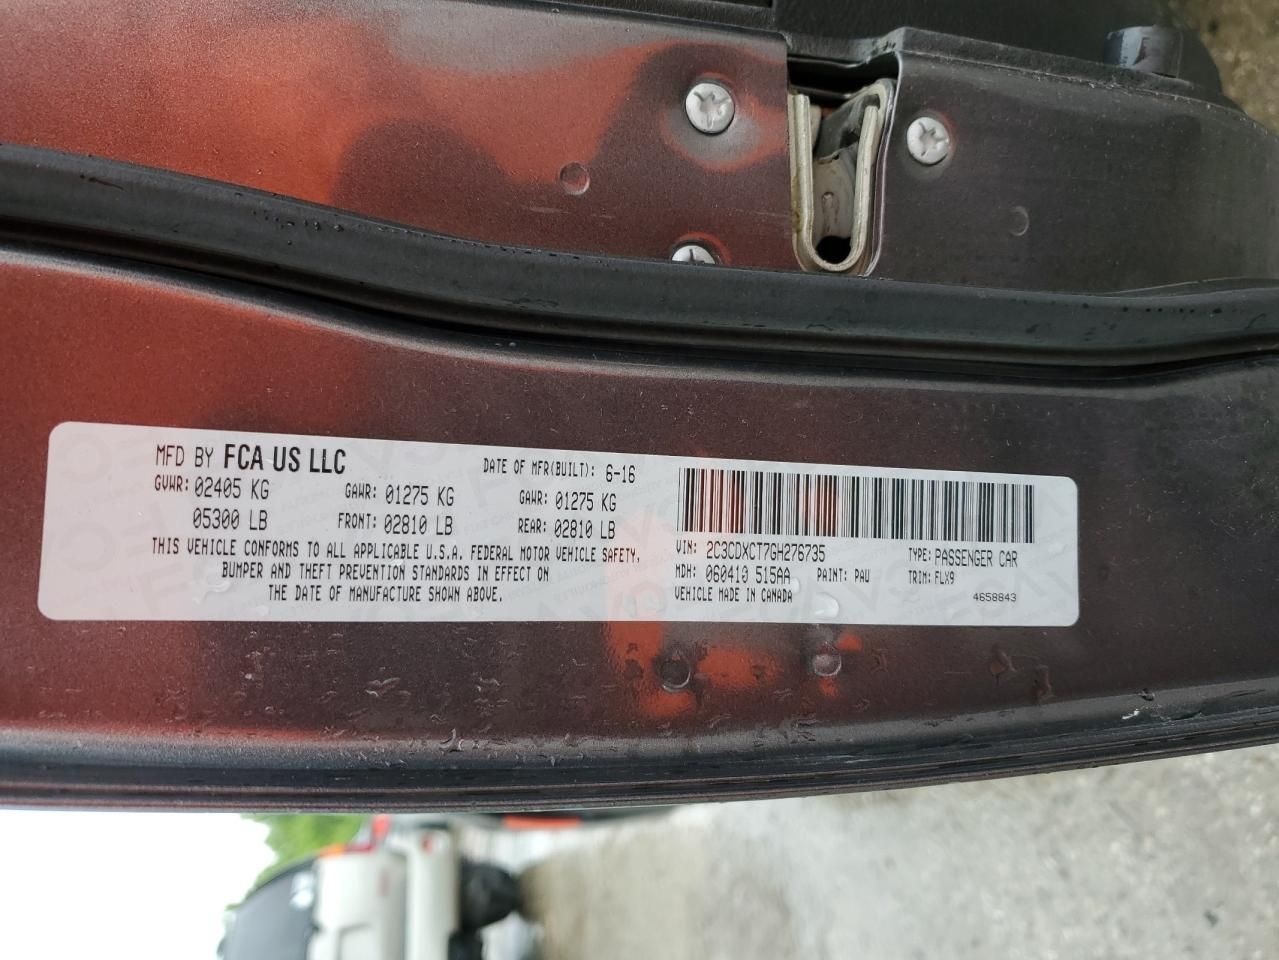 MFD BY FCA US LLC
DATE OF MFR(BUILT): 6-16
GVWR: 02405 KG GAWR: 01275 KG GAWR: 01275 KG
05300 LB FRONT: 02810 LB REAR: 02810 LB
THIS VEHICLE CONFORMS TO ALL APPLICABLE U.S.A. FEDERAL MOTOR VEHICLE SAFETY,
BUMPER AND THEFT PREVENTION STANDARDS IN EFFECT ON
THE DATE OF MANUFACTURE SHOWN ABOVE.
VIN: 2C3CDXCT7GH276735 TYPE: PASSENGER CAR
MDH: 060410 515AA PAINT: PAU TRIM: FLX9
VEHICLE MADE IN CANADA 4658843